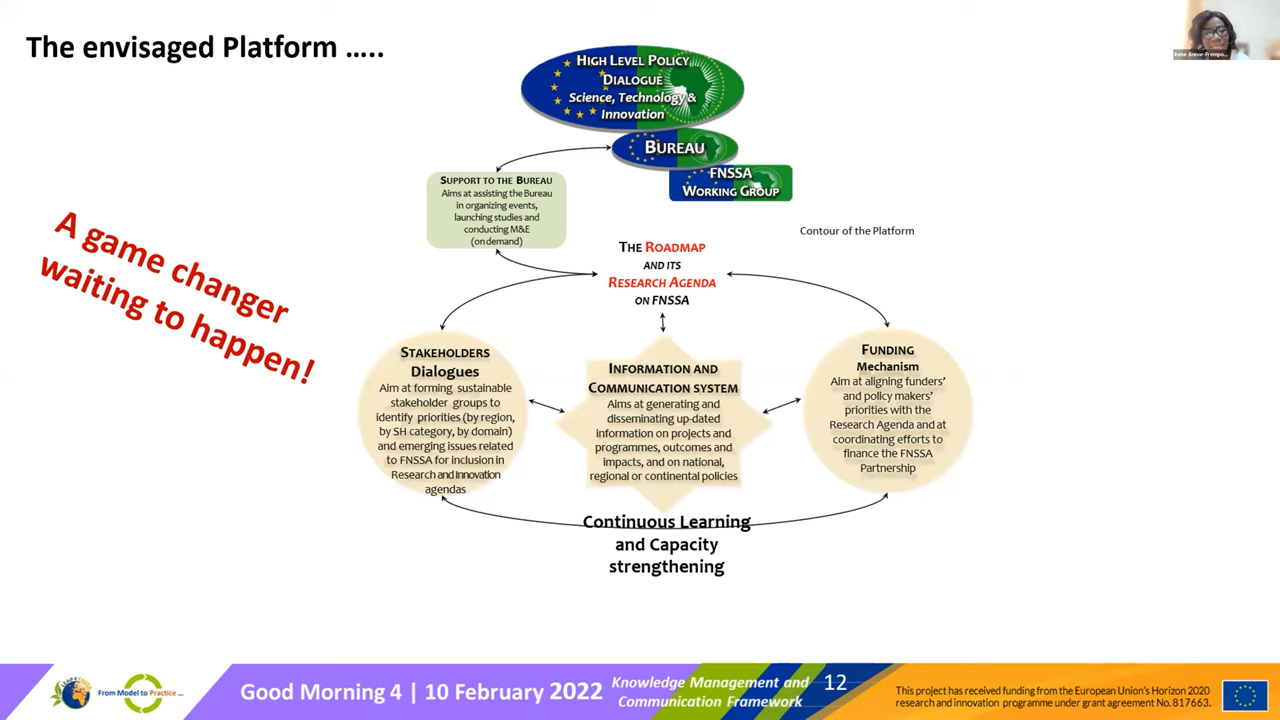 The envisaged Platform …..
Irene Annor-Frempo...
HIGH LEVEL POLICY
DIALOGUE
Science, Technology &
Innovation
BUREAU
FNSSA
WORKING GROUP
SUPPORT TO THE BUREAU
Aims at assisting the Bureau
in organizing events,
launching studies and
conducting M&E
(on demand)
A game changer
waiting to happen!
Contour of the Platform
THE ROADMAP
AND ITS
RESEARCH AGENDA
ON FNSSA
STAKEHOLDERS
Dialogues
Aim at forming sustainable
stakeholder groups to
identify priorities (by region,
by SH category, by domain)
and emerging issues related
to FNSSA for inclusion in
Research and Innovation
agendas
INFORMATION AND
COMMUNICATION SYSTEM
Aims at generating and
disseminating up-dated
information on projects and
programmes, outcomes and
impacts, and on national,
regional or continental policies
FUNDING
Mechanism
Aim at aligning funders'
and policy makers'
priorities with the
Research Agenda and at
coordinating efforts to
finance the FNSSA
Partnership
Continuous Learning
and Capacity
strengthening
From Model to Practice ...
Good Morning 4 | 10 February 2022
Knowledge Management and
Communication Framework
12
This project has received funding from the European Union's Horizon 2020
research and innovation programme under grant agreement No. 817663.